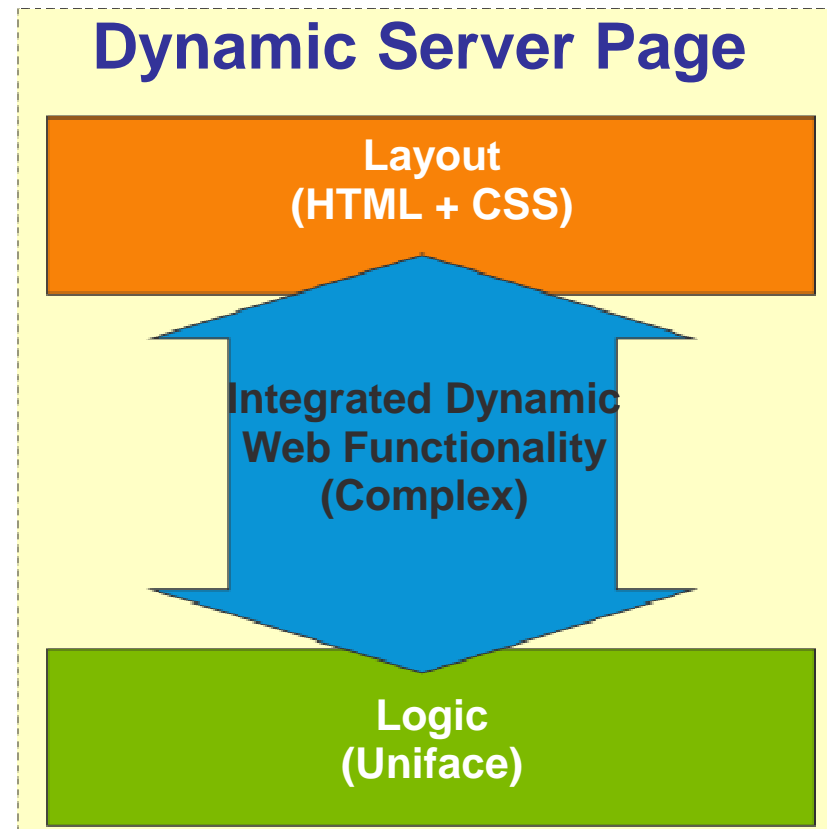 Dynamic Server Page
Layout
(HTML + CSS)
Integrated Dynamic
Web Functionality
(Complex)
Logic
(Uniface)